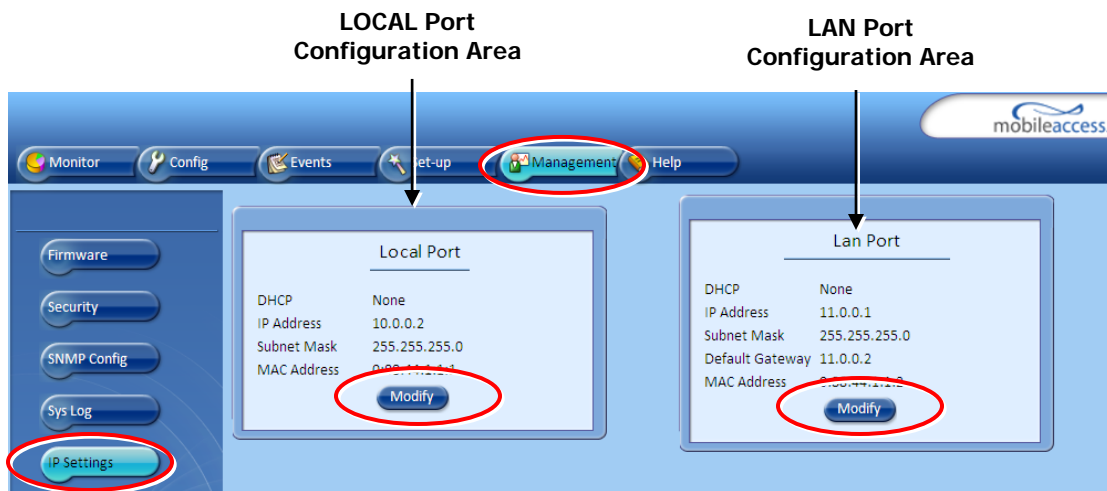 LOCAL Port
Configuration Area
LAN Port
Configuration Area
mobileaccess
Monitor
Config
Events
Set-up
Management
Help
Firmware
Security
SNMP Config
Sys Log
IP Settings
Local Port
DHCP None
IP Address 10.0.0.2
Subnet Mask 255.255.255.0
MAC Address
Modify
Lan Port
DHCP None
IP Address 11.0.0.1
Subnet Mask 255.255.255.0
Default Gateway 11.0.0.2
MAC Address
Modify